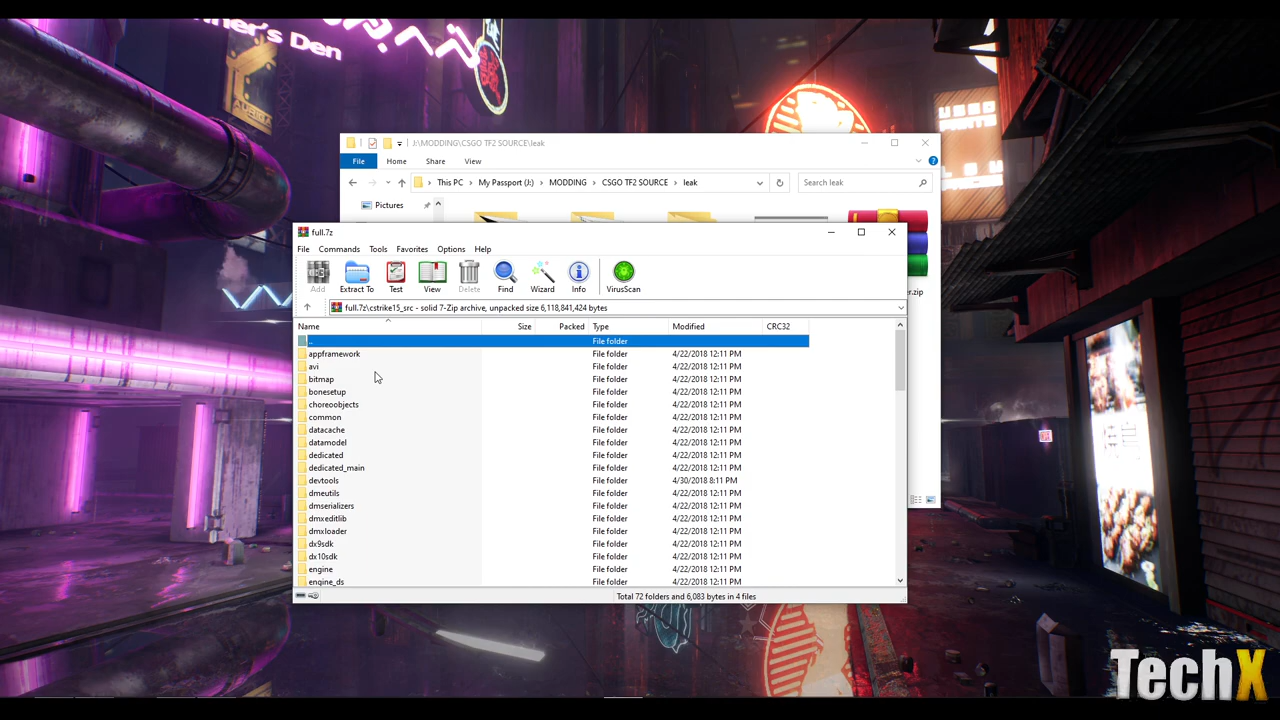 ner's Den
USED
J:\MODDING\CSGO TF2 SOURCE\leak
File Home Share View
This PC My Passport (J:) MODDING CSGO TF2 SOURCE leak Search leak
Pictures
full.7z
File Commands Tools Favorites Options Help
Add Extract To Test View Delete Find Wizard Info VirusScan
er.zip
full.7z\cstrike15_src - solid 7-Zip archive, unpacked size 6,118,841,424 bytes
Name Size Packed Type Modified CRC32
.. File folder
appframework File folder 4/22/2018 12:11 PM
avi File folder 4/22/2018 12:11 PM
bitmap File folder 4/22/2018 12:11 PM
bonesetup File folder 4/22/2018 12:11 PM
choreoobjects File folder 4/22/2018 12:11 PM
common File folder 4/22/2018 12:11 PM
datacache File folder 4/22/2018 12:11 PM
datamodel File folder 4/22/2018 12:11 PM
dedicated File folder 4/22/2018 12:11 PM
dedicated_main File folder 4/22/2018 12:11 PM
devtools File folder 4/30/2018 8:11 PM
dmeutils File folder 4/22/2018 12:11 PM
dmserializers File folder 4/22/2018 12:11 PM
dmxeditlib File folder 4/22/2018 12:11 PM
dmxloader File folder 4/22/2018 12:11 PM
dx9sdk File folder 4/22/2018 12:11 PM
dx10sdk File folder 4/22/2018 12:11 PM
engine File folder 4/22/2018 12:11 PM
engine_ds File folder 4/22/2018 12:11 PM
Total 72 folders and 6,083 bytes in 4 files
TechX